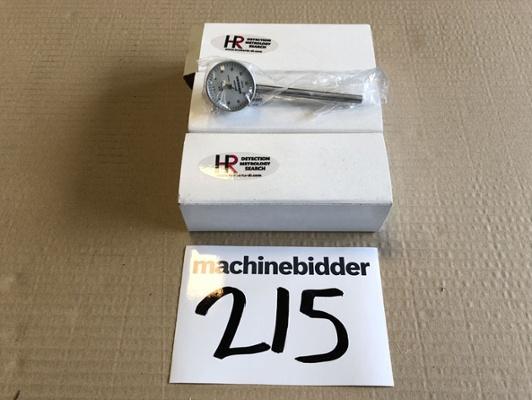 HR DETECTION
METROLOGY
SEARCH
HR DETECTION
METROLOGY
SEARCH
machinebidder
215